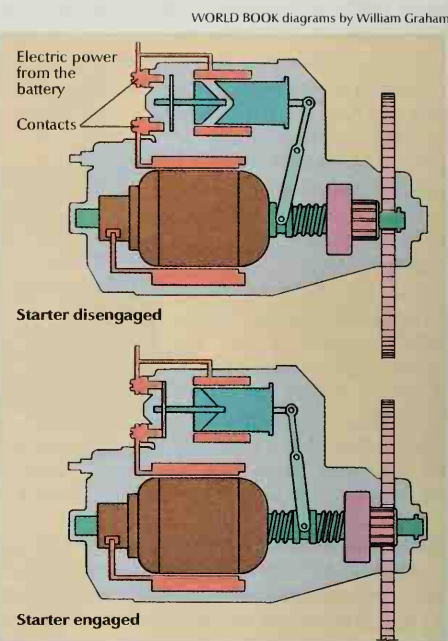 WORLD BOOK diagrams by William Graham
Electric power
from the
battery
Contacts
Starter disengaged
Starter engaged